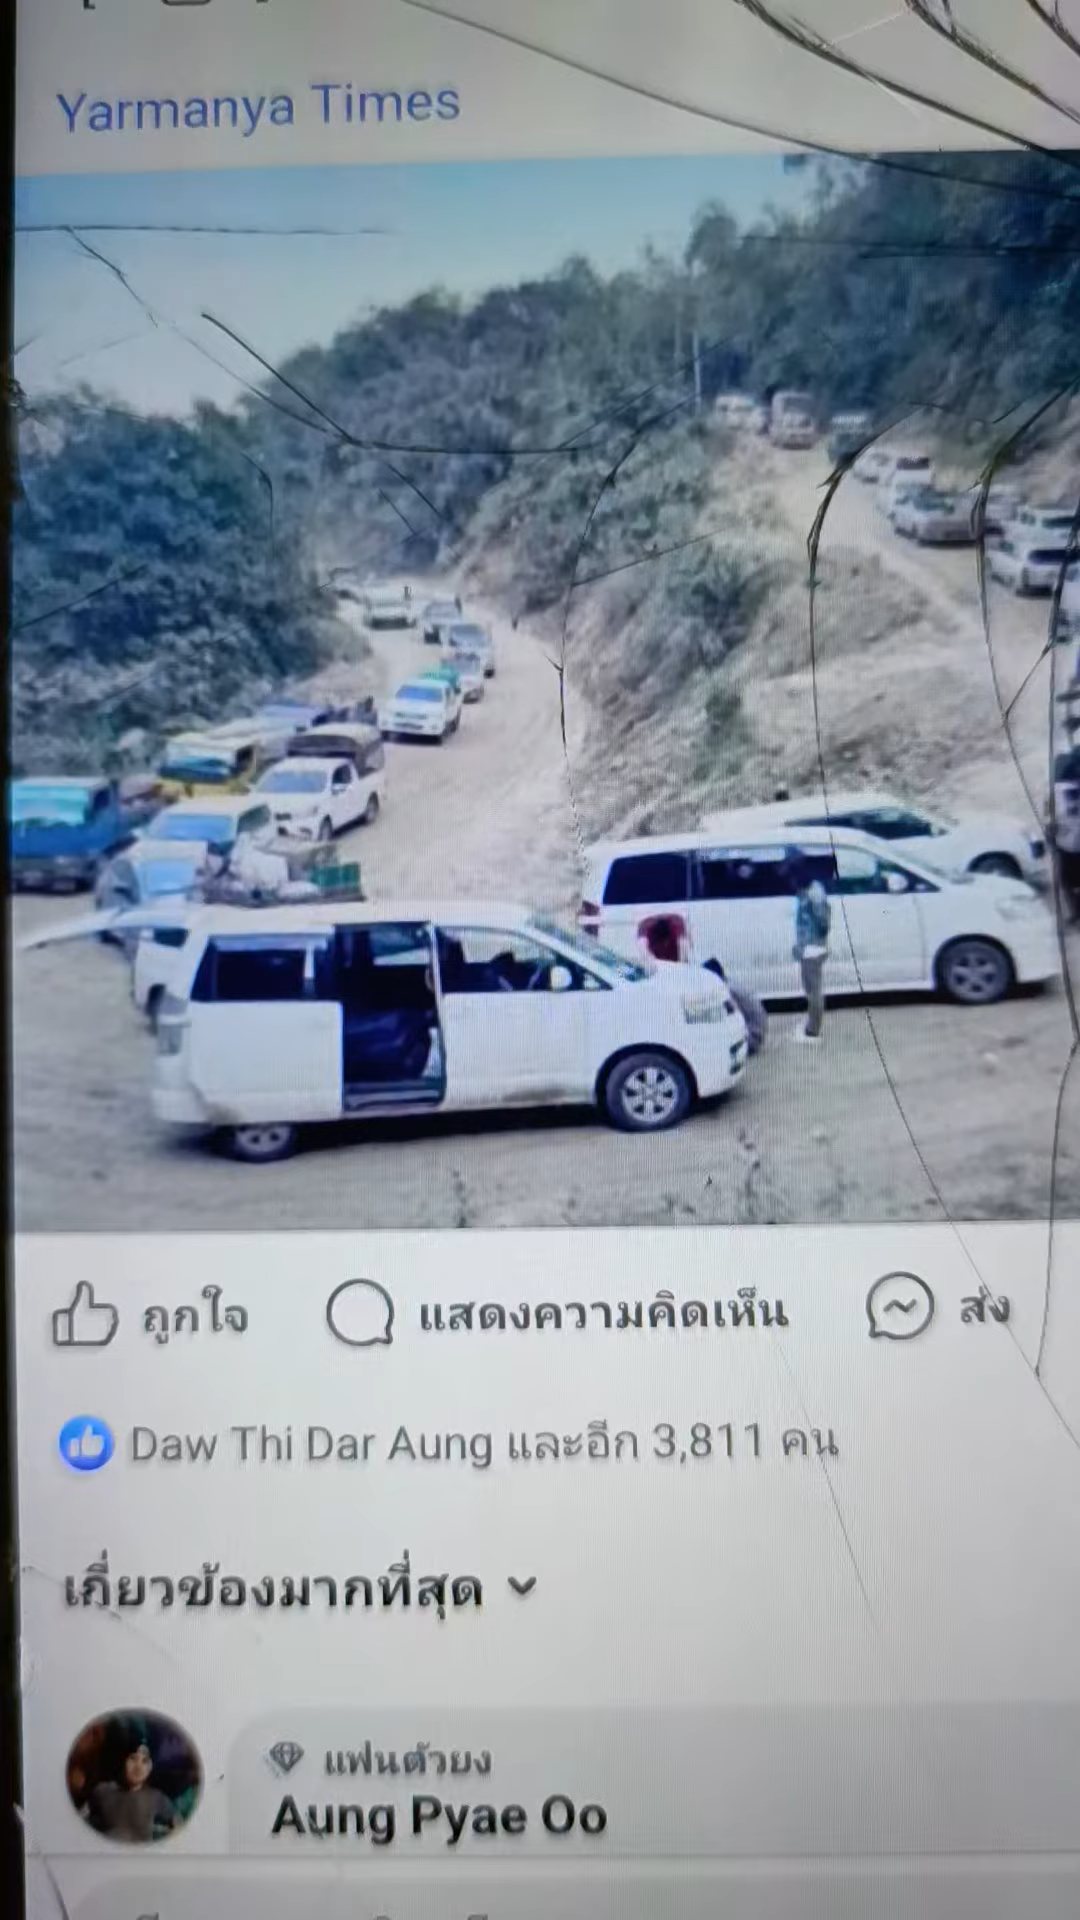 Yarmanya Times
ถูกใจ
แสดงความคิดเห็น
ส่ง
Daw Thi Dar Aung และอีก 3,811 คน
เกี่ยวข้องมากที่สุด
แฟนตัวยง
Aung Pyae Oo